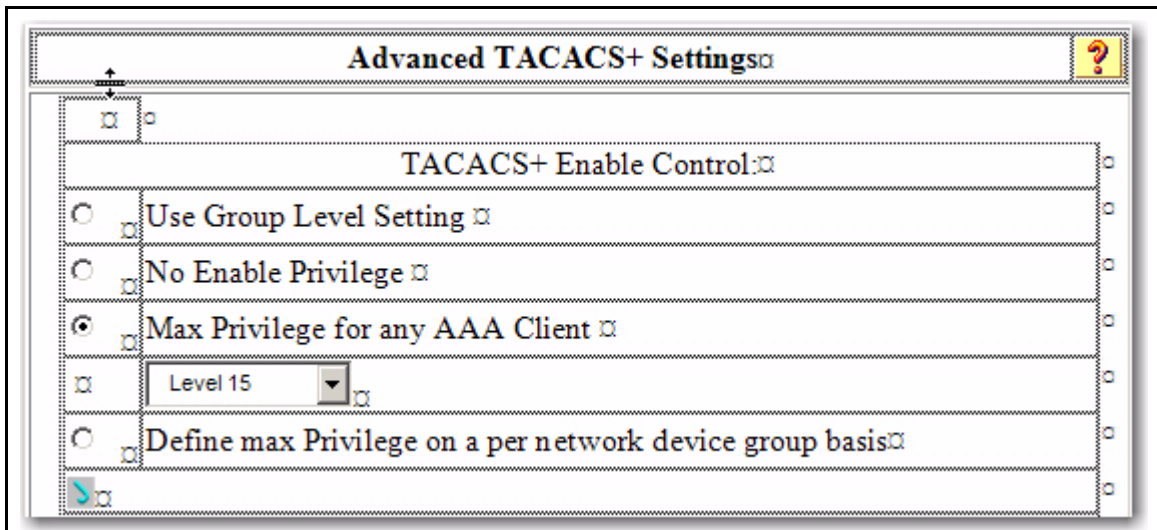 Advanced TACACS+ Settings¤
?
¤ ¤
TACACS+ Enable Control:¤ ¤
¤ Use Group Level Setting ¤ ¤
¤ No Enable Privilege ¤ ¤
¤ Max Privilege for any AAA Client ¤ ¤
¤ Level 15 ¤ ¤
¤ Define max Privilege on a per network device group basis¤ ¤
¤ ¤